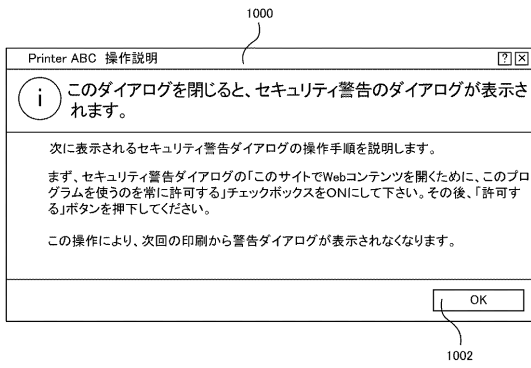 1000
Printer ABC 操作説明 ? ×
i このダイアログを閉じると、セキュリティ警告のダイアログが表示さ
れます。
次に表示されるセキュリティ警告ダイアログの操作手順を説明します。
まず、セキュリティ警告ダイアログの「このサイトでWebコンテンツを開くために、このプロ
グラムを使うのを常に許可する」チェックボックスをONにして下さい。その後、「許可す
る」ボタンを押下してください。
この操作により、次回の印刷から警告ダイアログが表示されなくなります。
OK
1002